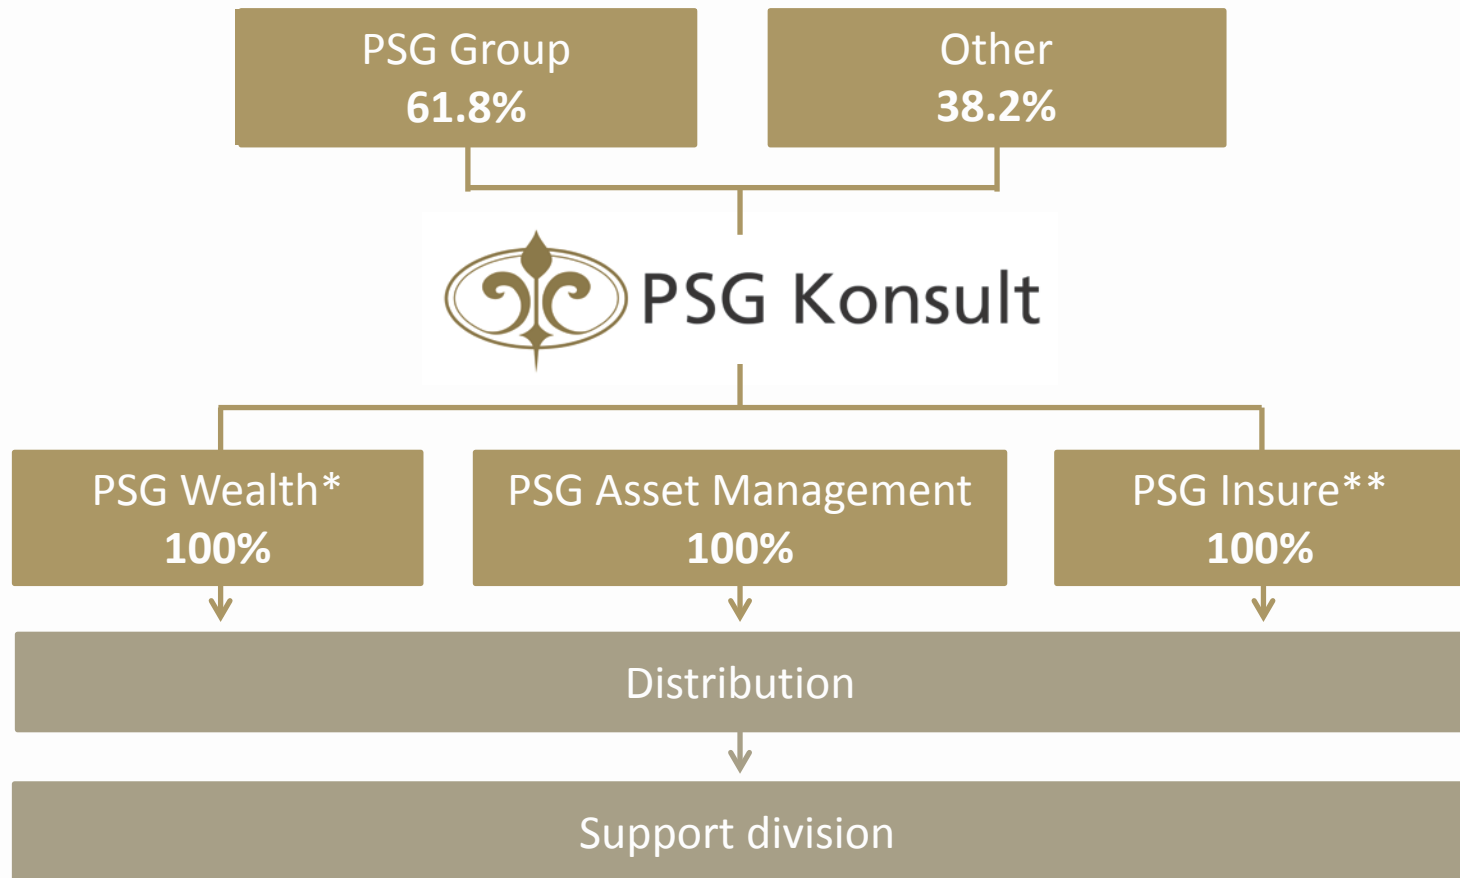 PSG Group
61.8%
Other
38.2%
PSG Konsult
PSG Wealth*
100%
PSG Asset Management
100%
PSG Insure**
100%
Distribution
Support division